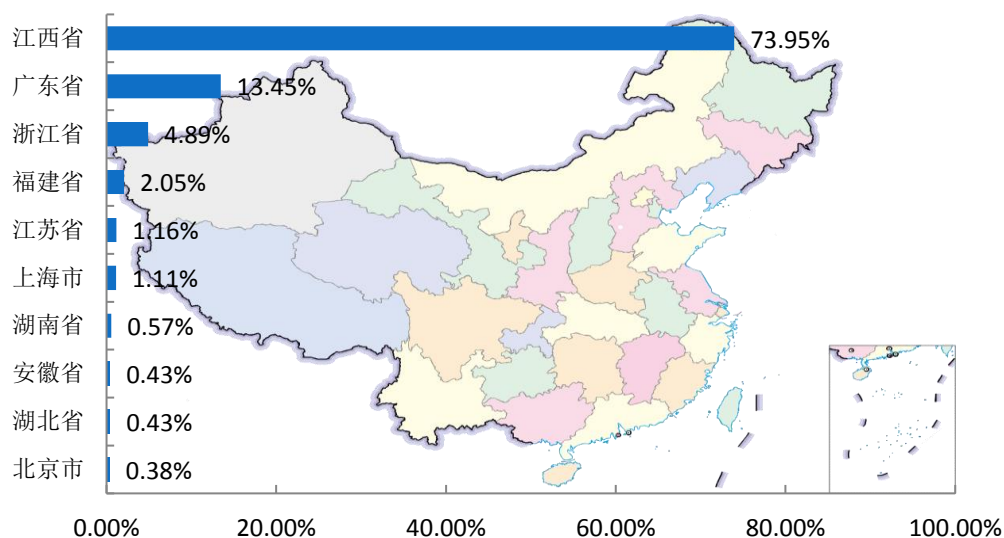 江西省 73.95%
广东省 13.45%
浙江省 4.89%
福建省 2.05%
江苏省 1.16%
上海市 1.11%
湖南省 0.57%
安徽省 0.43%
湖北省 0.43%
北京市 0.38%
0.00% 20.00% 40.00% 60.00% 80.00% 100.00%